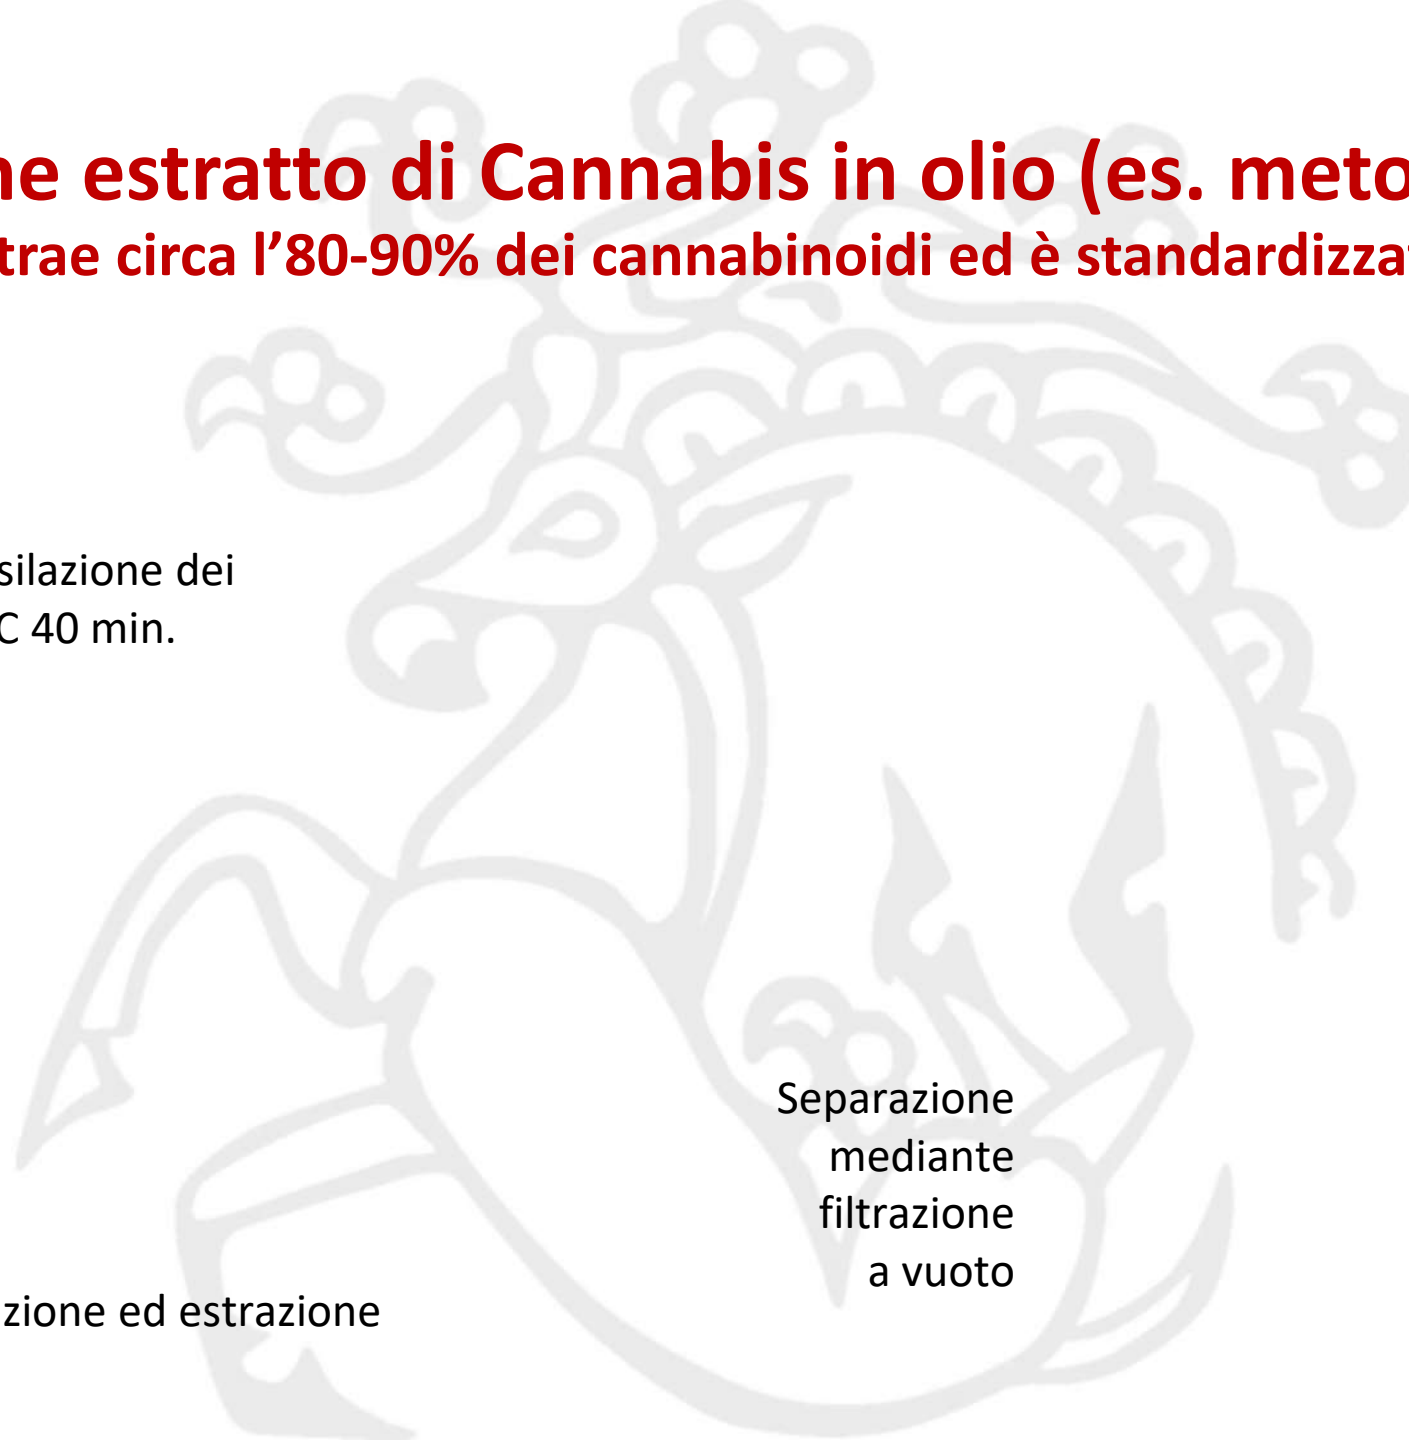 ne estratto di Cannabis in olio (es. meto
trae circa l’80-90% dei cannabinoidi ed è standardizza
silazione dei
C 40 min.
Separazione
mediante
filtrazione
a vuoto
zione ed estrazione